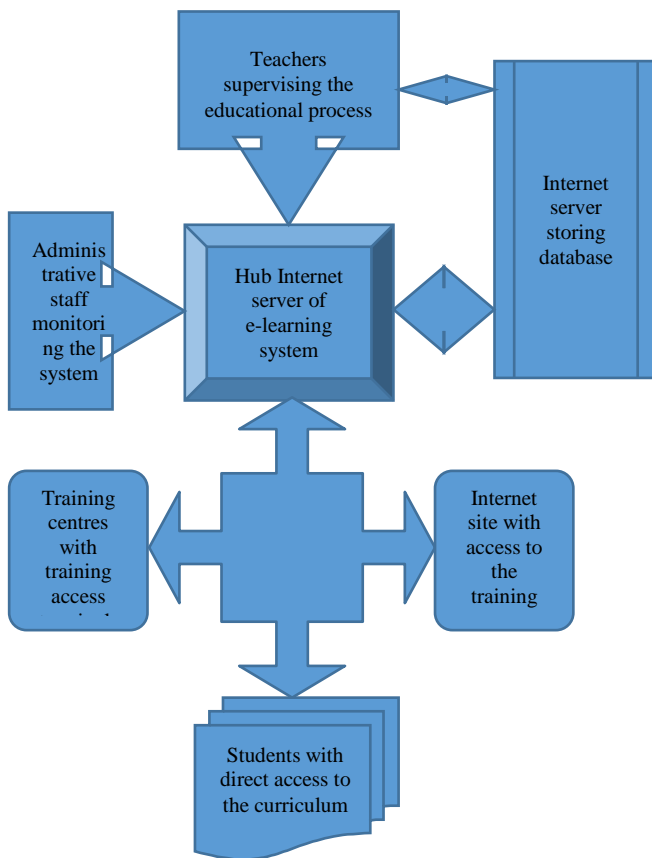 Teachers
supervising the
educational process
Internet
server
storing
database
Adminis
trative
staff
monitori
ng the
system
Hub Internet
server of
e-learning
system
Training
centres
with
training
access
Internet
site with
access to
the
training
Students with
direct access to
the curriculum